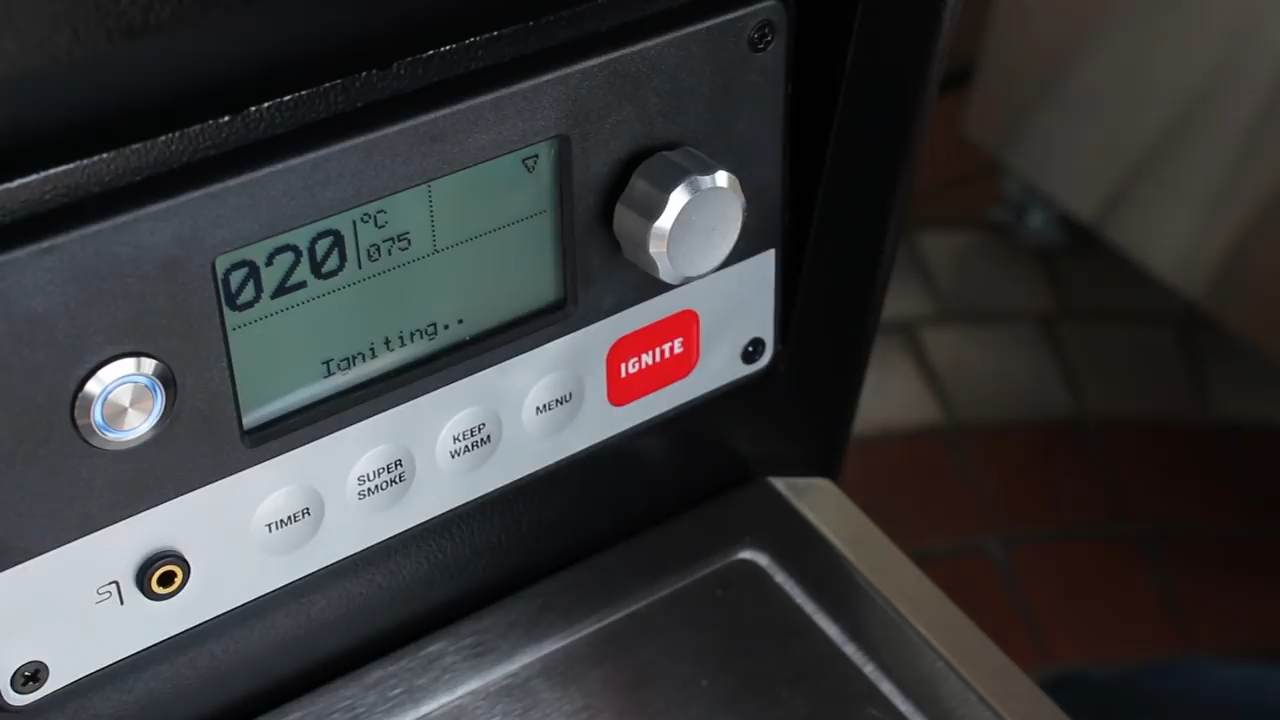 020
°C
075
Igniting..
IGNITE
MENU
KEEP
WARM
SUPER
SMOKE
TIMER